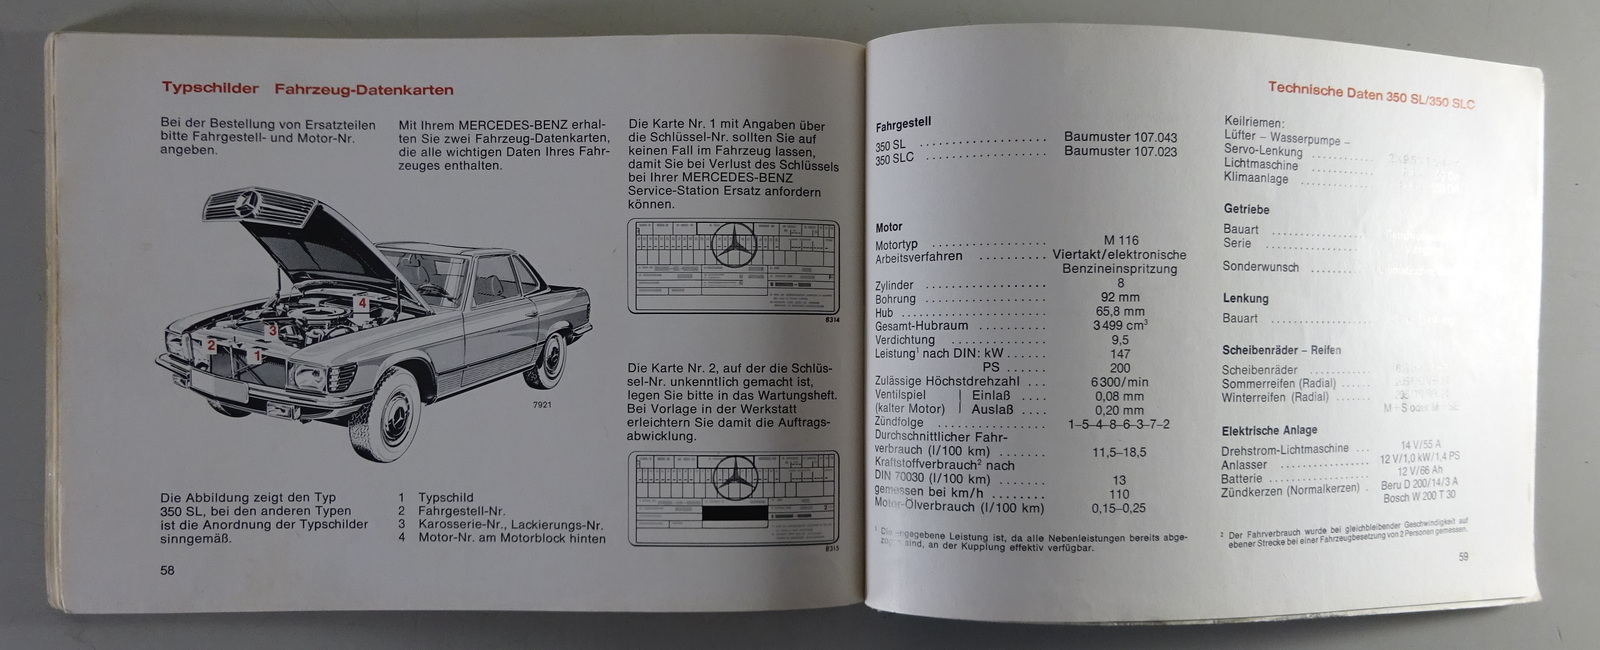 Typschilder Fahrzeug-Datenkarten
Bei der Bestellung von Ersatzteilen
bitte Fahrgestell- und Motor-Nr.
angeben.
Mit Ihrem MERCEDES-BENZ erhal-
ten Sie zwei Fahrzeug-Datenkarten,
die alle wichtigen Daten Ihres Fahr-
zeuges enthalten.
4
3
2
1
7921
Die Abbildung zeigt den Typ
350 SL, bei den anderen Typen
ist die Anordnung der Typschilder
sinngemäß.
1 Typschild
2 Fahrgestell-Nr.
3 Karosserie-Nr., Lackierungs-Nr.
4 Motor-Nr. am Motorblock hinten
Die Karte Nr. 1 mit Angaben über
die Schlüssel-Nr. sollten Sie auf
keinen Fall im Fahrzeug lassen,
damit Sie bei Verlust des Schlüssels
bei Ihrer MERCEDES-BENZ
Service-Station Ersatz anfordern
können.
8314
Die Karte Nr. 2, auf der die Schlüs-
sel-Nr. unkenntlich gemacht ist,
legen Sie bitte in das Wartungsheft.
Bei Vorlage in der Werkstatt
erleichtern Sie damit die Auftrags-
abwicklung.
8315
58
Technische Daten 350 SL/350 SLC
Fahrgestell
350 SL .................... Baumuster 107.043
350 SLC .................. Baumuster 107.023
Motor
Motortyp .................. M 116
Arbeitsverfahren .......... Viertakt/elektronische
Benzineinspritzung
Zylinder .................. 8
Bohrung .................. 92 mm
Hub .................. 65,8 mm
Gesamt-Hubraum .......... 3499 cm³
Verdichtung .......... 9,5
Leistung¹ nach DIN: kW ...... 147
PS ...... 200
Zulässige Höchstdrehzahl ... 6300/min
Ventilspiel | Einlaß .... 0,08 mm
(kalter Motor) | Auslaß .... 0,20 mm
Zündfolge .................. 1–5–4–8–6–3–7–2
Durchschnittlicher Fahr-
verbrauch (l/100 km) ....... 11,5–18,5
Kraftstoffverbrauch² nach
DIN 70030 (l/100 km) ....... 13
gemessen bei km/h ........ 110
Motor-Ölverbrauch (l/100 km) 0,15–0,25
¹ Die angegebene Leistung ist, da alle Nebenleistungen bereits abge-
sind, an der Kupplung effektiv verfügbar.
Keilriemen:
Lüfter – Wasserpumpe –
Servo-Lenkung ..........
Lichtmaschine ..........
Klimaanlage ..........
Getriebe
Bauart ..............
Serie ..............
Sonderwunsch ........
Lenkung
Bauart ..............
Scheibenräder – Reifen
Scheibenräder ..........
Sommerreifen (Radial) .....
Winterreifen (Radial) .....
Elektrische Anlage
Drehstrom-Lichtmaschine ... 14 V/55 A
Anlasser .............. 12 V/1,0 kW/1,4 PS
Batterie .............. 12 V/66 Ah
Zündkerzen (Normalkerzen) . Beru D 200/14/3 A
Bosch W 200 T 30
² Der Fahrverbrauch wurde bei gleichbleibender Geschwindigkeit auf
ebener Strecke bei einer Fahrzeugbesetzung von 2 Personen gemessen.
59